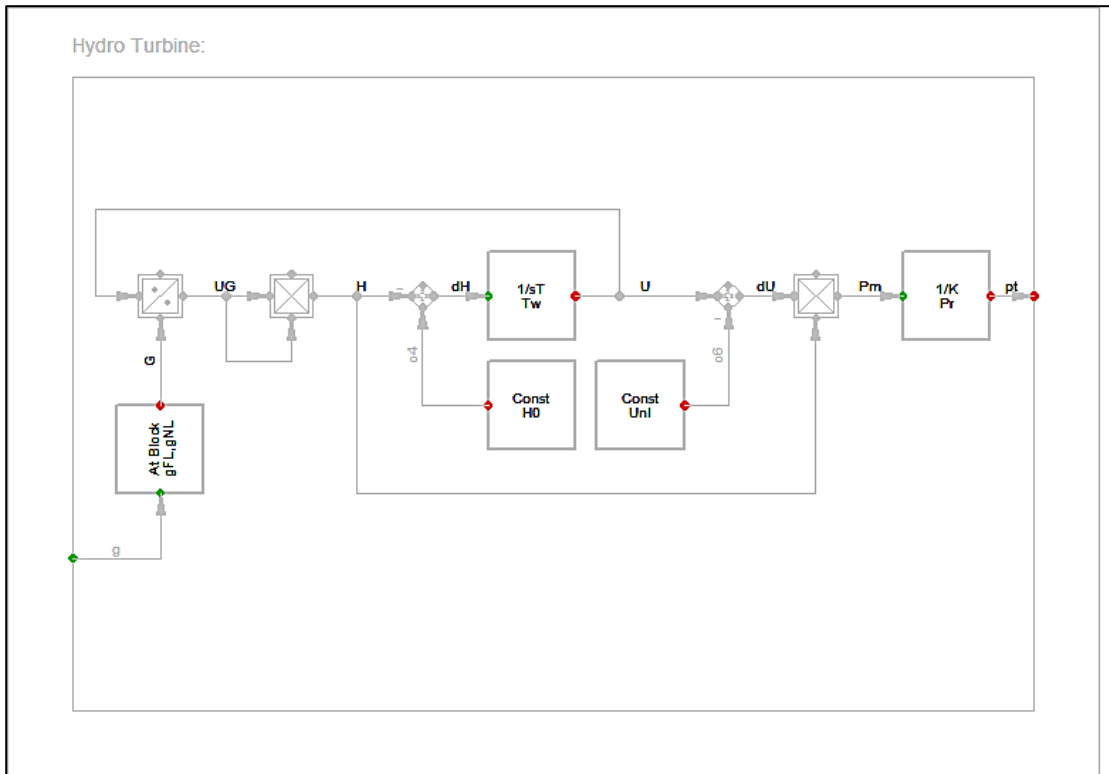 Hydro Turbine:
UG
H
dH
1/sT
Tw
U
dU
Pm
1/K
Pr
pt
G
o4
o6
Const
H0
Const
Unl
At Block
gFL,gNL
g